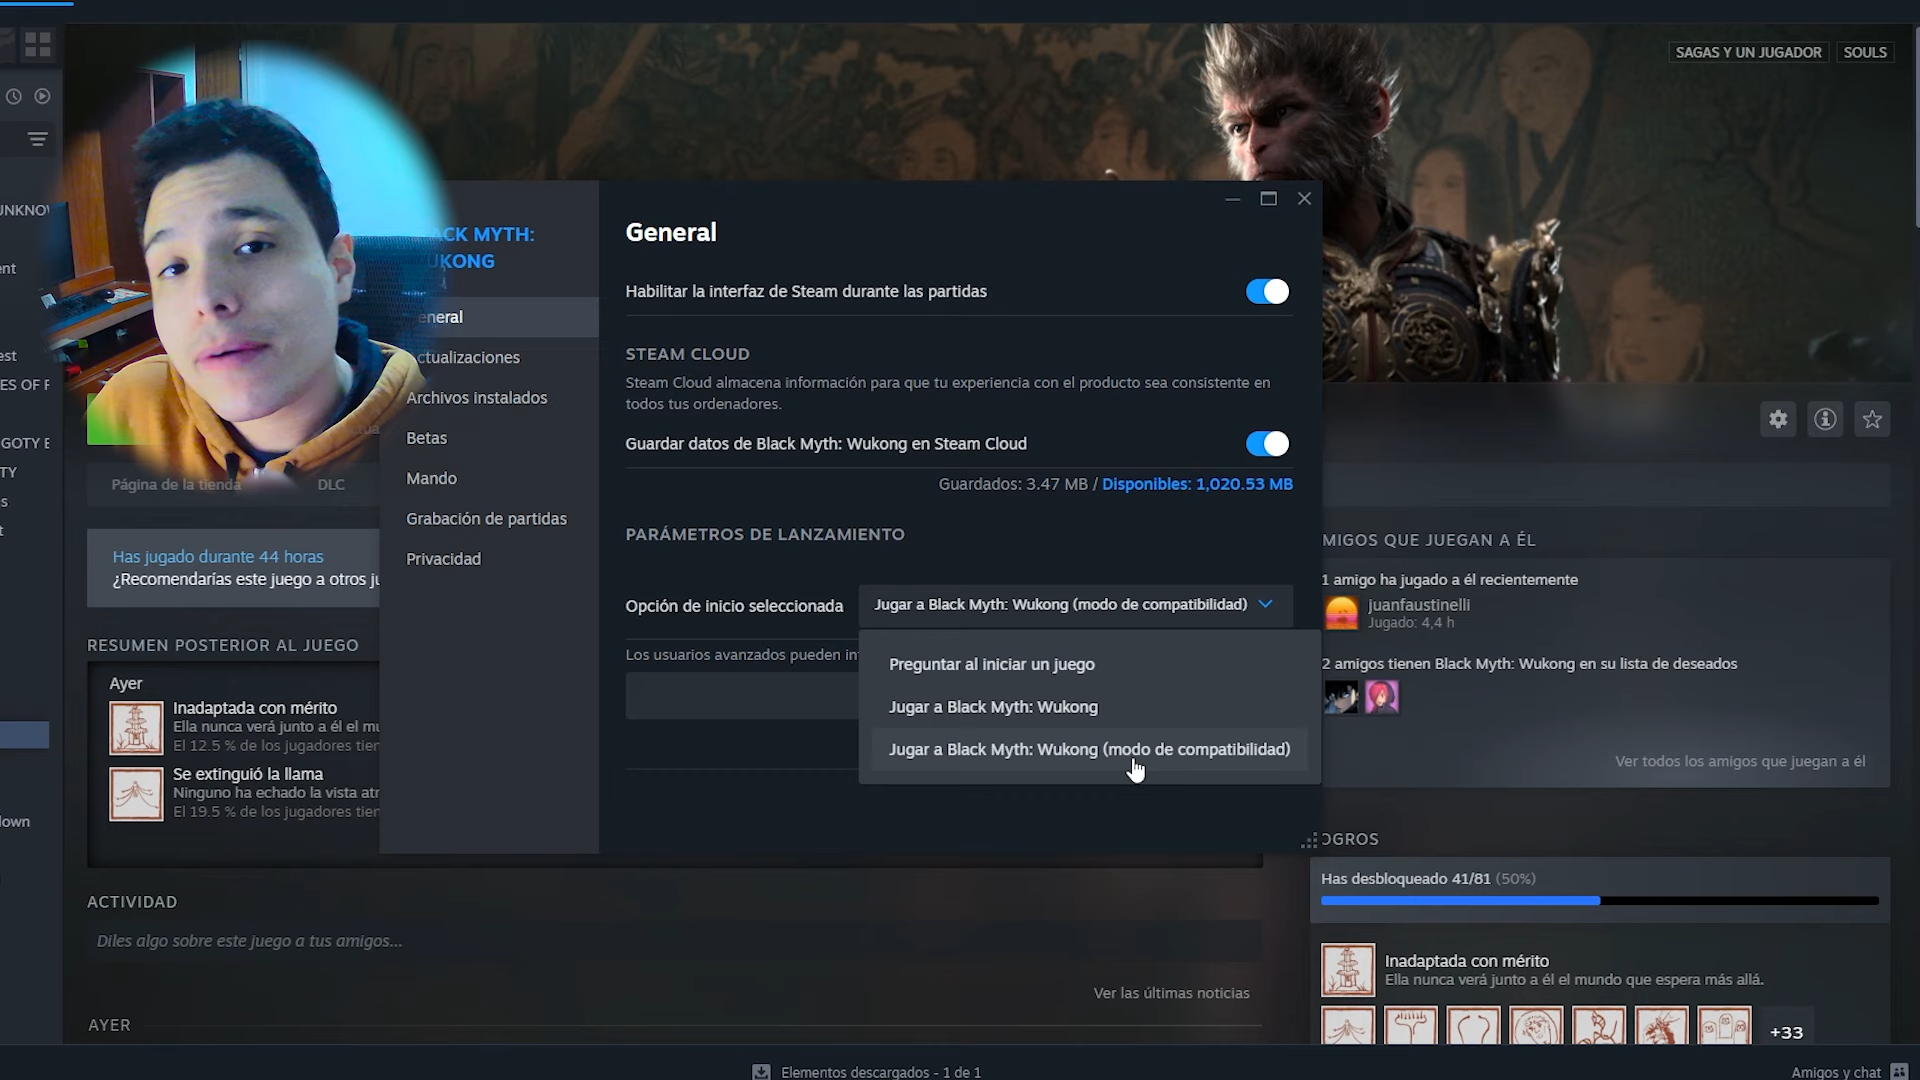 SAGAS Y UN JUGADOR
SOULS
General
Habilitar la interfaz de Steam durante las partidas
STEAM CLOUD
Steam Cloud almacena información para que tu experiencia con el producto sea consistente en
todos tus ordenadores.
Guardar datos de Black Myth: Wukong en Steam Cloud
Guardados: 3.47 MB / Disponibles: 1,020.53 MB
PARÁMETROS DE LANZAMIENTO
Opción de inicio seleccionada
Jugar a Black Myth: Wukong (modo de compatibilidad)
Los usuarios avanzados pueden
Preguntar al iniciar un juego
Jugar a Black Myth: Wukong
Jugar a Black Myth: Wukong (modo de compatibilidad)
ACK MYTH:
UKONG
eneral
ctualizaciones
Archivos instalados
Betas
Mando
Grabación de partidas
Privacidad
UNKNO
ent
est
ES OF F
GOTY E
TY
s
t
lown
Página de la tienda
DLC
Has jugado durante 44 horas
¿Recomendarías este juego a otros ju
RESUMEN POSTERIOR AL JUEGO
Ayer
Inadaptada con mérito
Ella nunca verá junto a él el mu
El 12.5 % de los jugadores tien
Se extinguió la llama
Ninguno ha echado la vista atr
El 19.5 % de los jugadores tien
ACTIVIDAD
Diles algo sobre este juego a tus amigos...
Ver las últimas noticias
AYER
MIGOS QUE JUEGAN A ÉL
1 amigo ha jugado a él recientemente
juanfaustinelli
Jugado: 4,4 h
2 amigos tienen Black Myth: Wukong en su lista de deseados
Ver todos los amigos que juegan a él
OGROS
Has desbloqueado 41/81 (50%)
Inadaptada con mérito
Ella nunca verá junto a él el mundo que espera más allá.
+33
Elementos descargados - 1 de 1
Amigos y chat